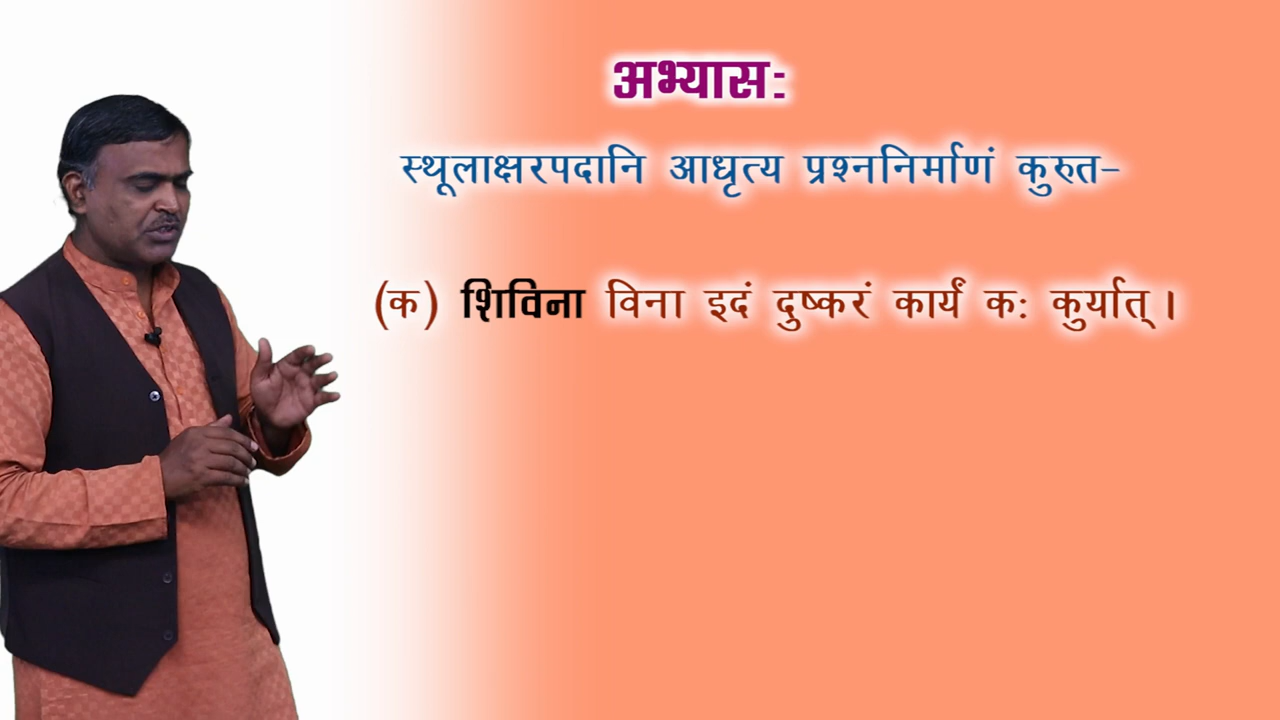 अभ्यासः
स्थूलाक्षरपदानि आधृत्य प्रश्ननिर्माणं कुरुत-
(क) शिविना विना इदं दुष्करं कार्यं कः कुर्यात्।